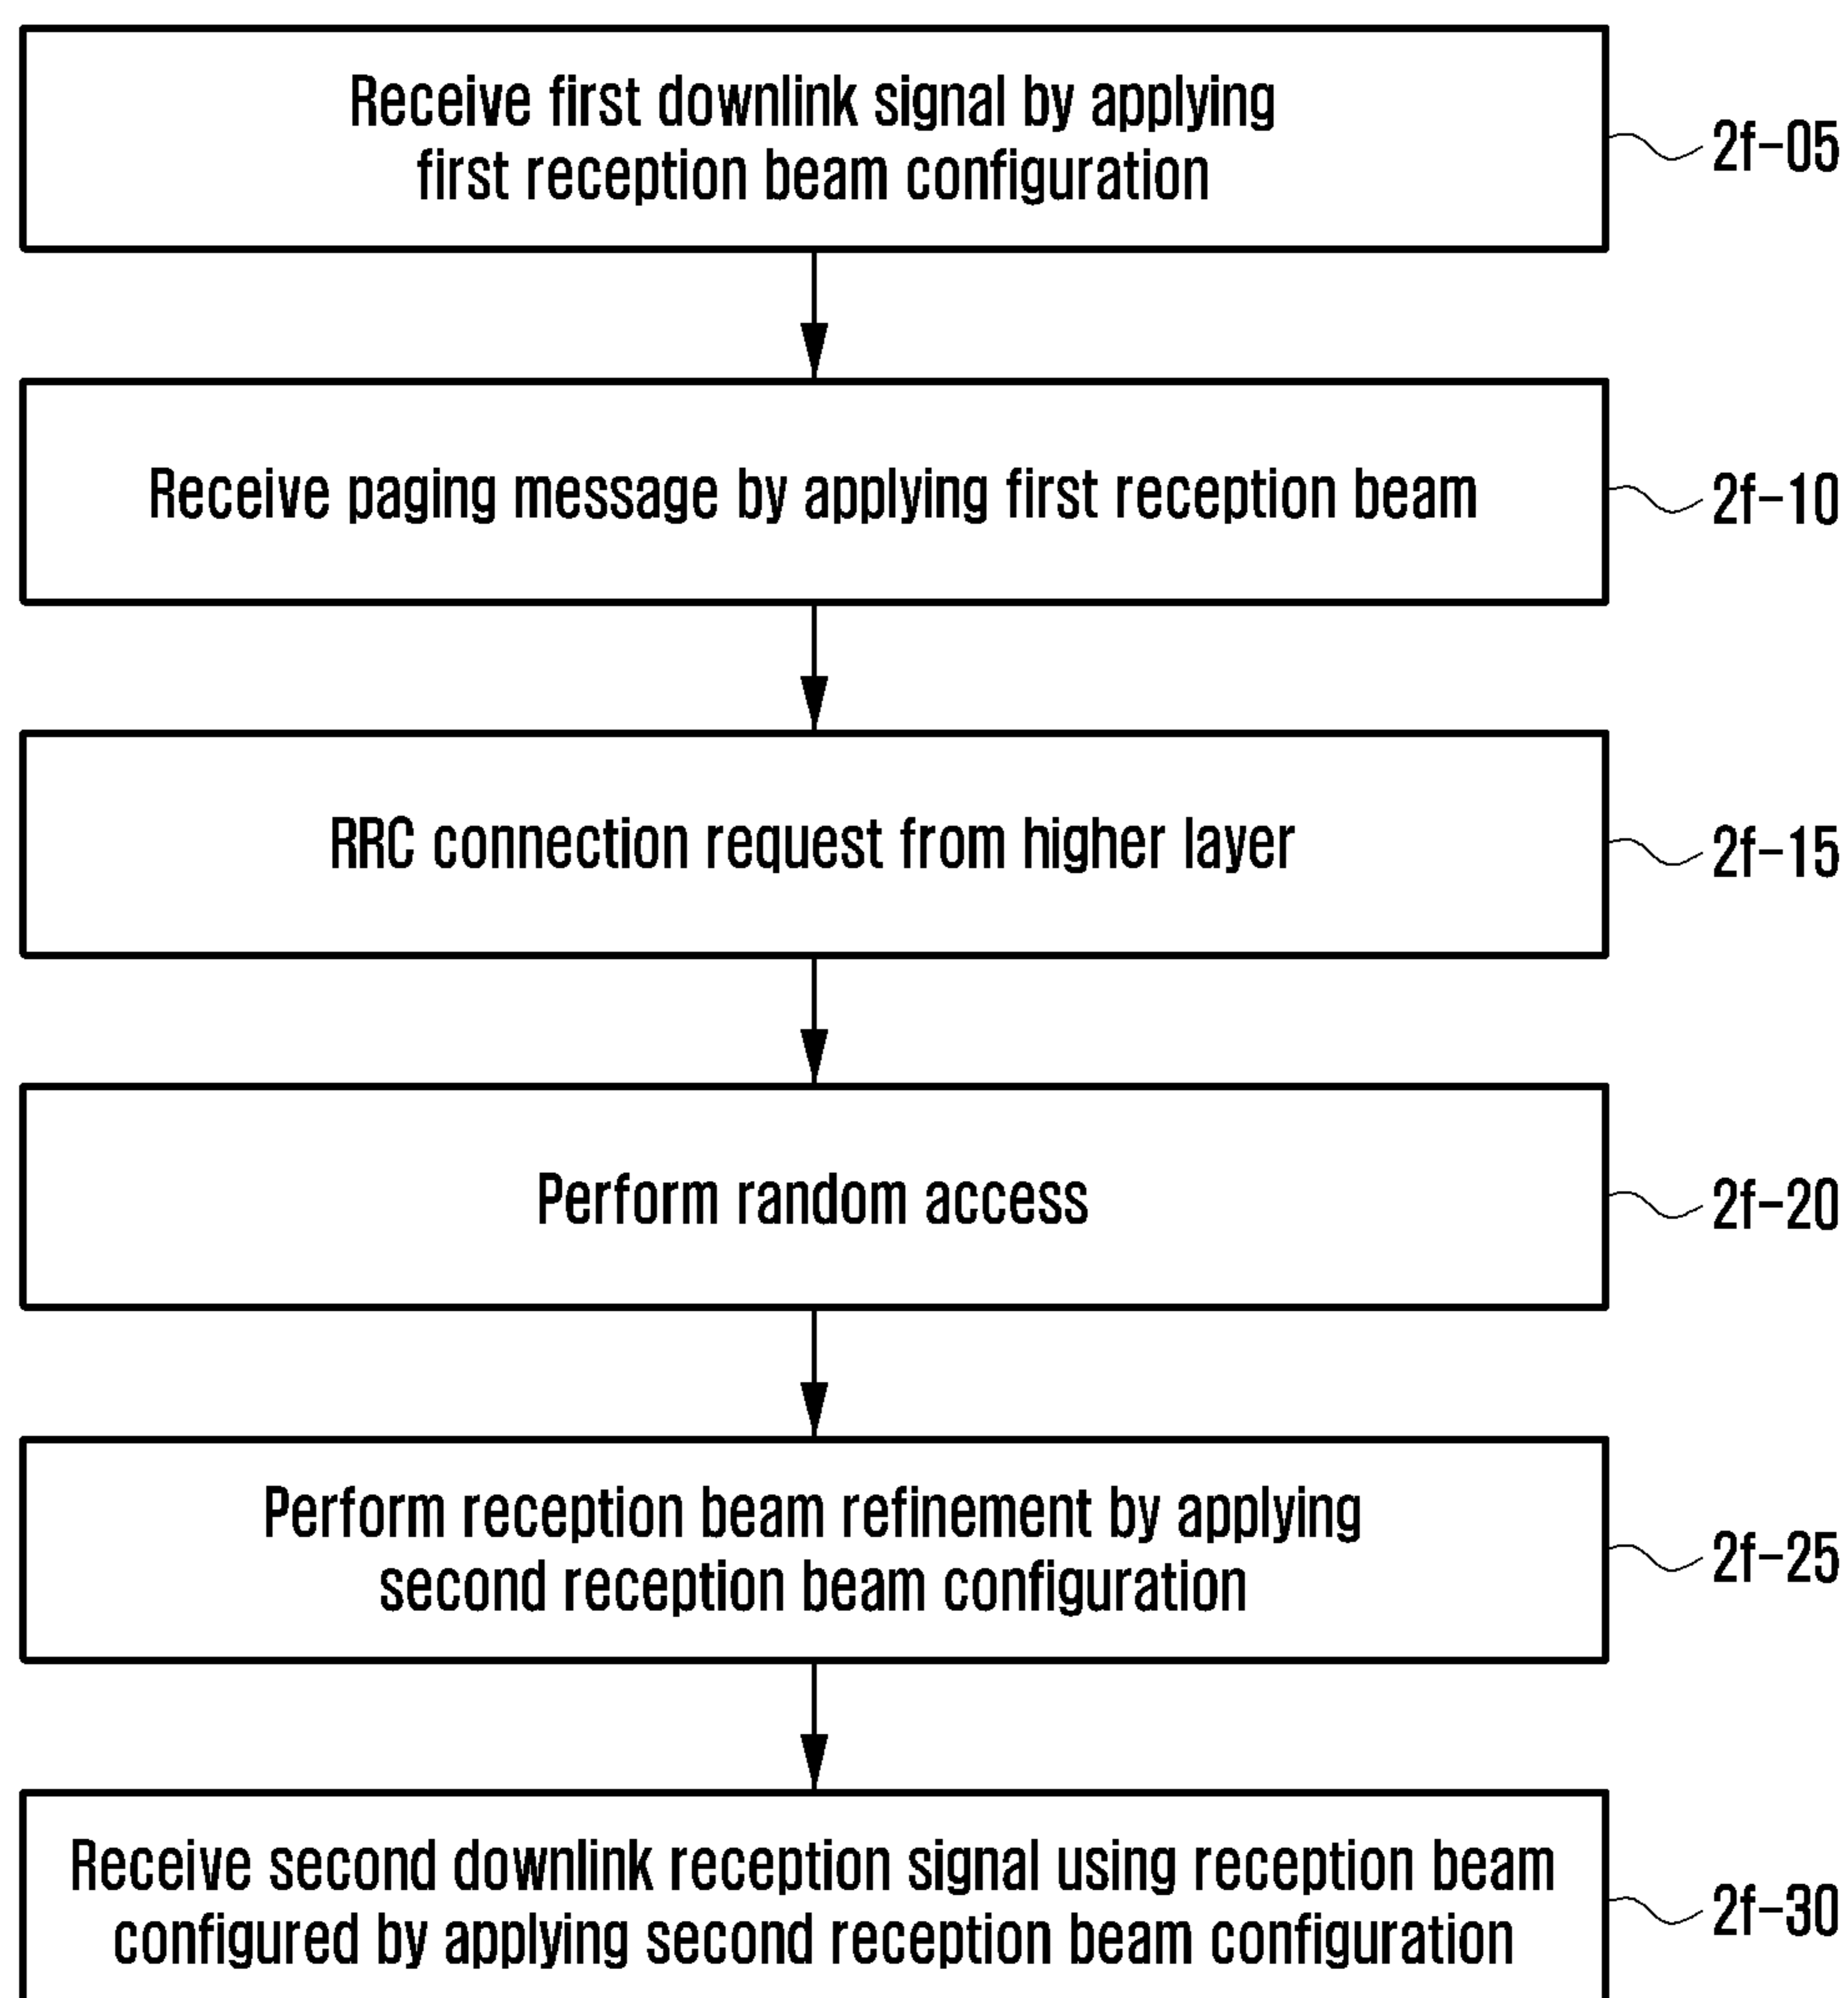 Receive first downlink signal by applying
first reception beam configuration
2f-05
Receive paging message by applying first reception beam
2f-10
RRC connection request from higher layer
2f-15
Perform random access
2f-20
Perform reception beam refinement by applying
second reception beam configuration
2f-25
Receive second downlink reception signal using reception beam
configured by applying second reception beam configuration
2f-30